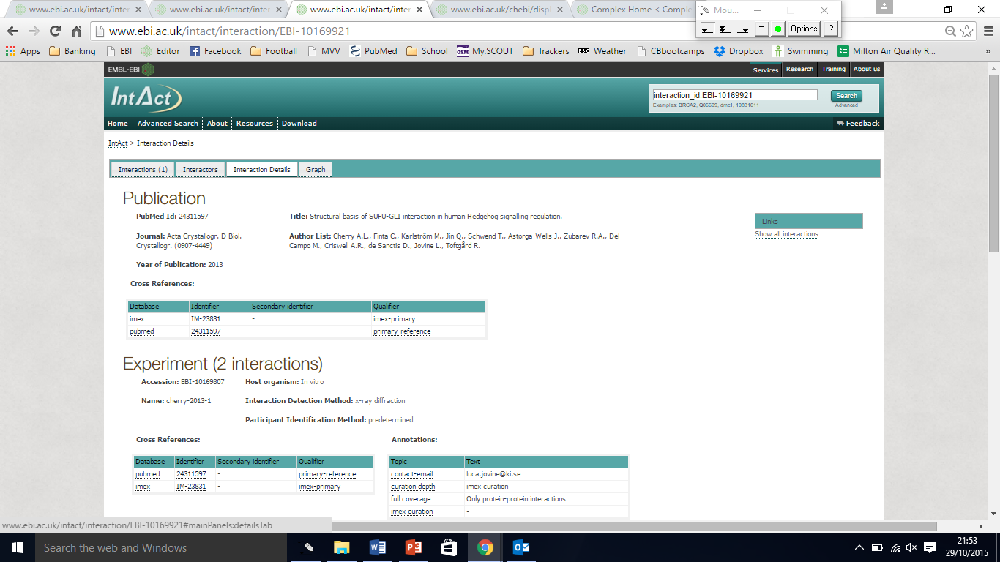 www.ebi.ac.uk/intact/inter
www.ebi.ac.uk/intact/inter
www.ebi.ac.uk/intact/inter
www.ebi.ac.uk/chebi/disp
Complex Home < Comple
Mou...
Options
?
www.ebi.ac.uk/intact/interaction/EBI-10169921
Apps Banking EBI Editor Facebook Football MVV PubMed School OSM My.SCOUT Trackers BBC Weather CBbootcamps Dropbox Swimming Milton Air Quality R... »
EMBL-EBI
Services Research Training About us
IntAct
interaction_id:EBI-10169921
Search
Examples: BRCA2, Q06609, dmc1, 10831611
Advanced
Home Advanced Search About Resources Download
Feedback
IntAct > Interaction Details
Interactions (1) Interactors Interaction Details Graph
Publication
PubMed Id: 24311597
Title: Structural basis of SUFU-GLI interaction in human Hedgehog signalling regulation.
Links
Show all interactions
Journal: Acta Crystallogr. D Biol.
Crystallogr. (0907-4449)
Author List: Cherry A.L., Finta C., Karlström M., Jin Q., Schwend T., Astorga-Wells J., Zubarev R.A., Del
Campo M., Criswell A.R., de Sanctis D., Jovine L., Toftgård R.
Year of Publication: 2013
Cross References:
Database Identifier Secondary identifier Qualifier
imex IM-23831 - imex-primary
pubmed 24311597 - primary-reference
Experiment (2 interactions)
Accession: EBI-10169807
Host organism: In vitro
Name: cherry-2013-1
Interaction Detection Method: x-ray diffraction
Participant Identification Method: predetermined
Cross References:
Database Identifier Secondary identifier Qualifier
pubmed 24311597 - primary-reference
imex IM-23831 - imex-primary
Annotations:
Topic Text
contact-email luca.jovine@ki.se
curation depth imex curation
full coverage Only protein-protein interactions
imex curation -
www.ebi.ac.uk/intact/interaction/EBI-10169921#mainPanels:detailsTab
Search the web and Windows
21:53
29/10/2015